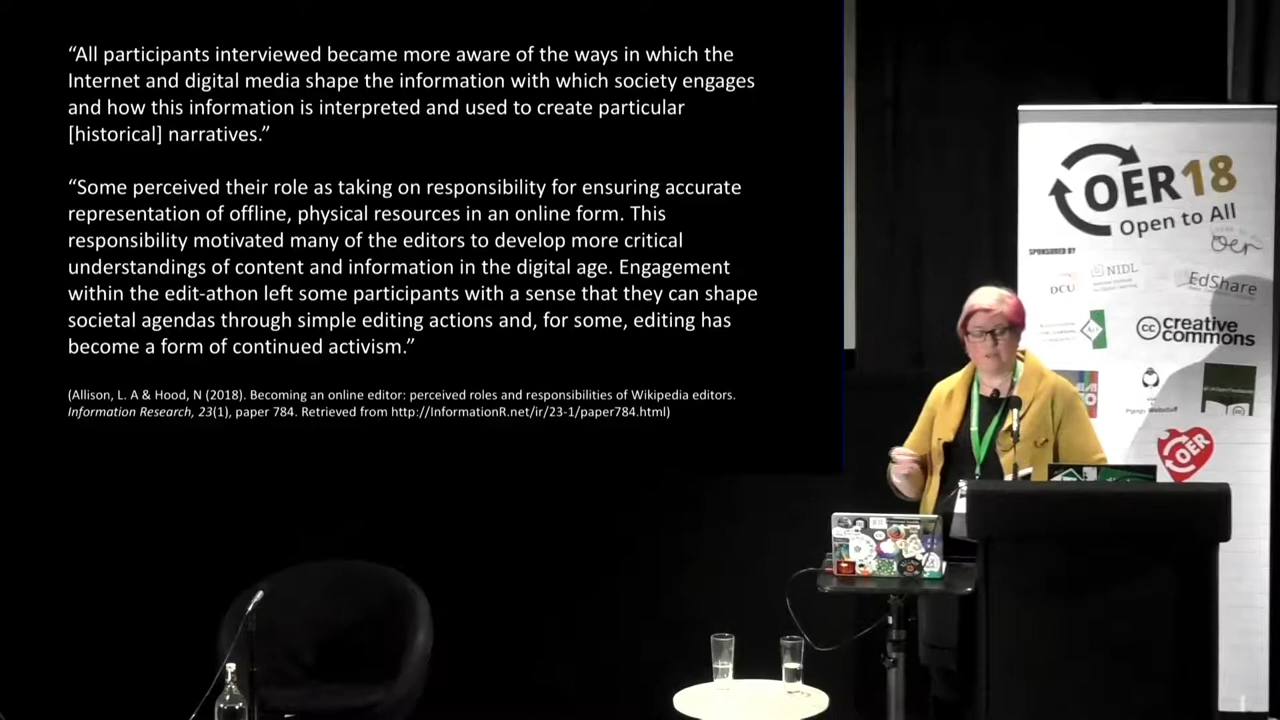 “All participants interviewed became more aware of the ways in which the
Internet and digital media shape the information with which society engages
and how this information is interpreted and used to create particular
[historical] narratives.”
“Some perceived their role as taking on responsibility for ensuring accurate
representation of offline, physical resources in an online form. This
responsibility motivated many of the editors to develop more critical
understandings of content and information in the digital age. Engagement
within the edit-athon left some participants with a sense that they can shape
societal agendas through simple editing actions and, for some, editing has
become a form of continued activism.”
(Allison, L. A & Hood, N (2018). Becoming an online editor: perceived roles and responsibilities of Wikipedia editors.
Information Research, 23(1), paper 784. Retrieved from http://InformationR.net/ir/23-1/paper784.html)
OER18
Open to All
oer
SPONSORED BY
DCU
NIDL
EdShare
cc creative
commons
OER